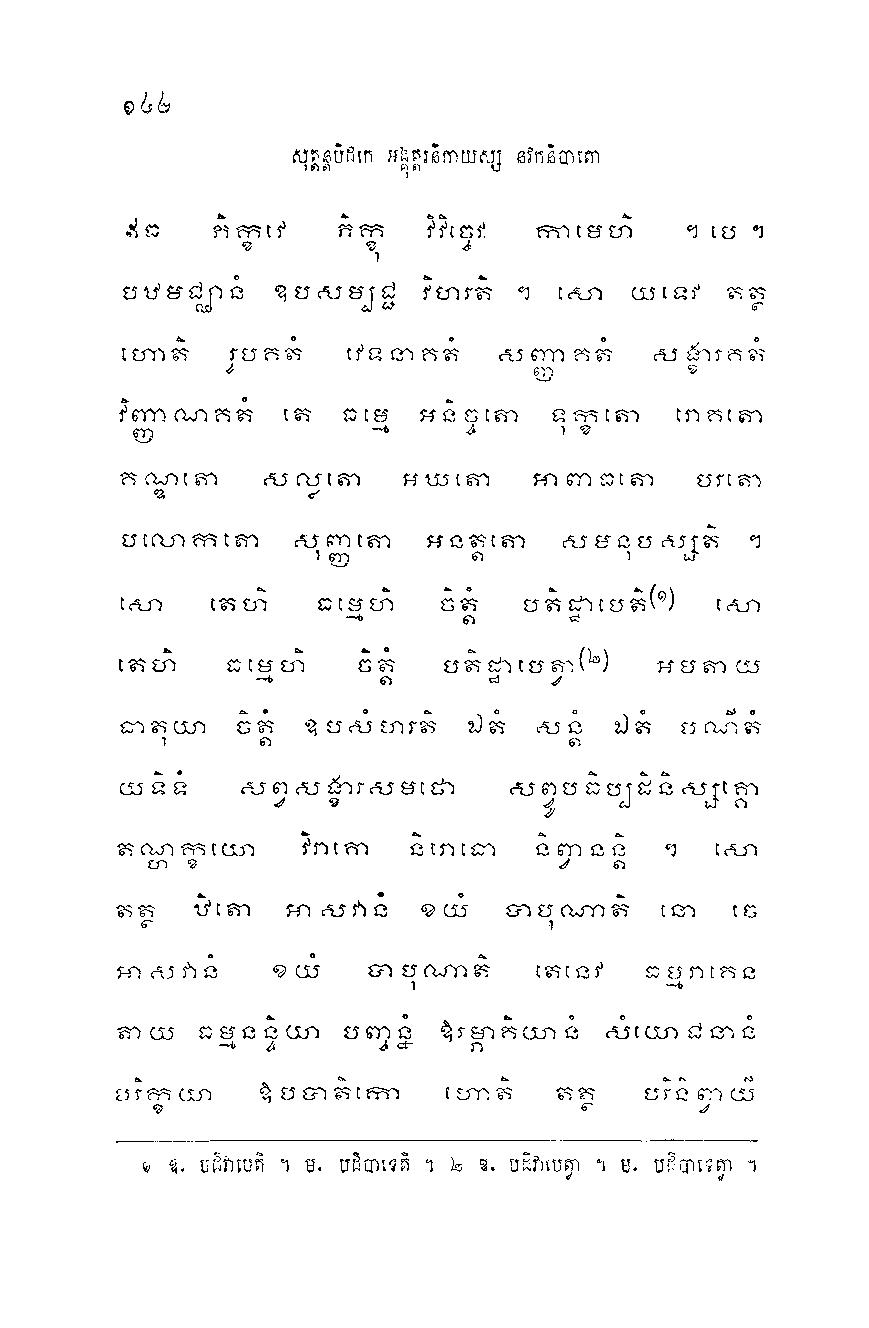 ១៤២
សុត្តន្តបិដកេ អង្គុត្តរនិកាយស្ស នវកនិបាតោ
ឥធ ភិក្ខវេ ភិក្ខុ វិវិច្ចេវ កាមេហិ ។ បេ ។
បឋមជ្ឈានំ ឧបសម្បជ្ជ វិហរតិ ។ សោ យទេវ តត្ថ
ហោតិ រូបគតំ វេទនាគតំ សញ្ញាគតំ សង្ខារគតំ
វិញ្ញាណគតំ តេ ធម្មេ អនិច្ចតោ ទុក្ខតោ រោគតោ
គណ្ឌតោ សល្លតោ អឃតោ អាពាធតោ បរតោ
បលោកតោ សុញ្ញតោ អនត្តតោ សមនុបស្សតិ ។
សោ តេហិ ធម្មេហិ ចិត្តំ បតិដ្ឋាបេតិ(១) សោ
តេហិ ធម្មេហិ ចិត្តំ បតិដ្ឋាបេត្វា(២) អមតាយ
ធាតុយា ចិត្តំ ឧបសំហរតិ ឯតំ សន្តំ ឯតំ បណីតំ
យទិទំ សព្វសង្ខារសមថោ សព្វូបធិប្បដិនិស្សគ្គោ
តណ្ហក្ខយោ វិរាគោ និរោធោ និព្វានន្តិ ។ សោ
តត្ថ ឋិតោ អាសវានំ ខយំ បាបុណាតិ នោ ចេ
អាសវានំ ខយំ បាបុណាតិ តេនេវ ធម្មរាគេន
តាយ ធម្មនន្ទិយា បញ្ចន្នំ ឱរម្ភាគិយានំ សំយោជនានំ
បរិក្ខយា ឱបបាតិកោ ហោតិ តត្ថ បរិនិព្វាយី
១ ឧ. បដិវាបេតិ ។ ម. បដិបាទេតិ ។ ២ ឧ. បដិវាបេត្វា ។ ម. បដិបាទេត្វា ។